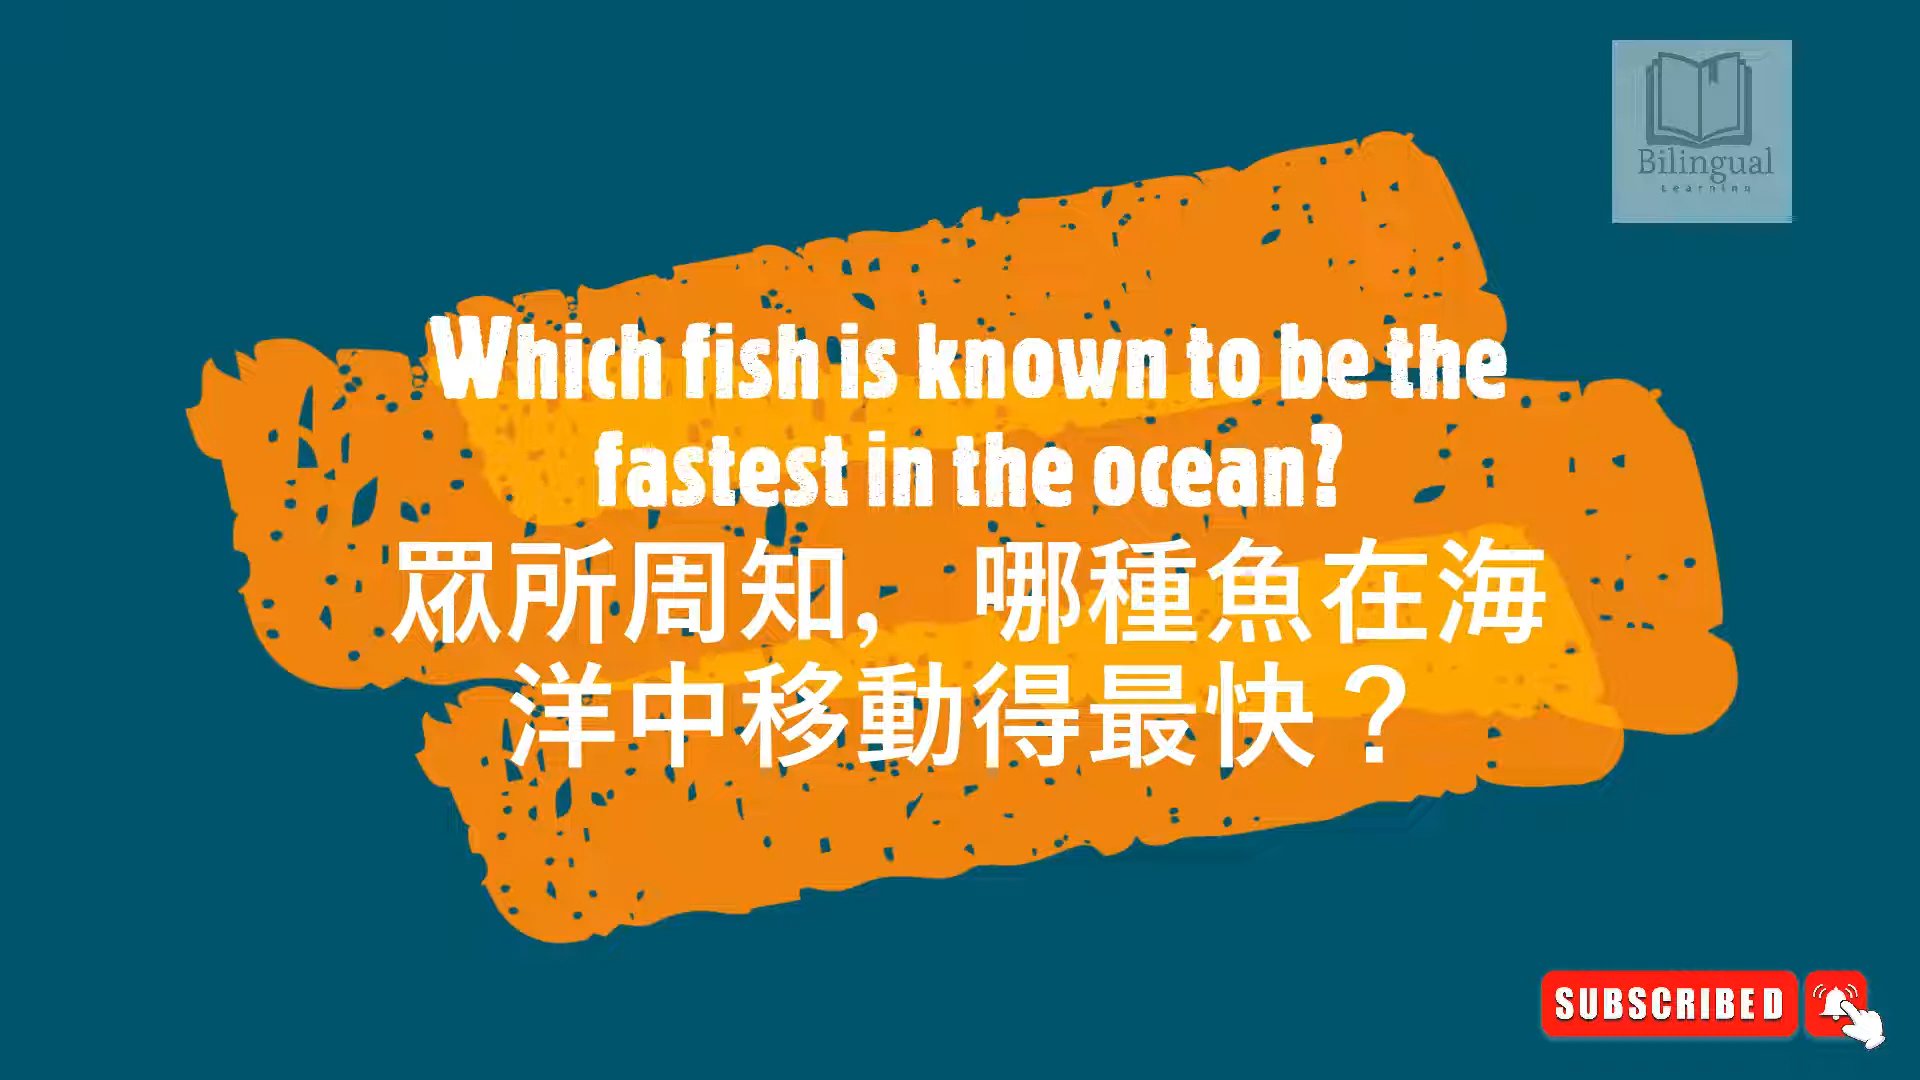 Bilingual
Learning
Which fish is known to be the
fastest in the ocean?
眾所周知，哪種魚在海
洋中移動得最快？
SUBSCRIBED